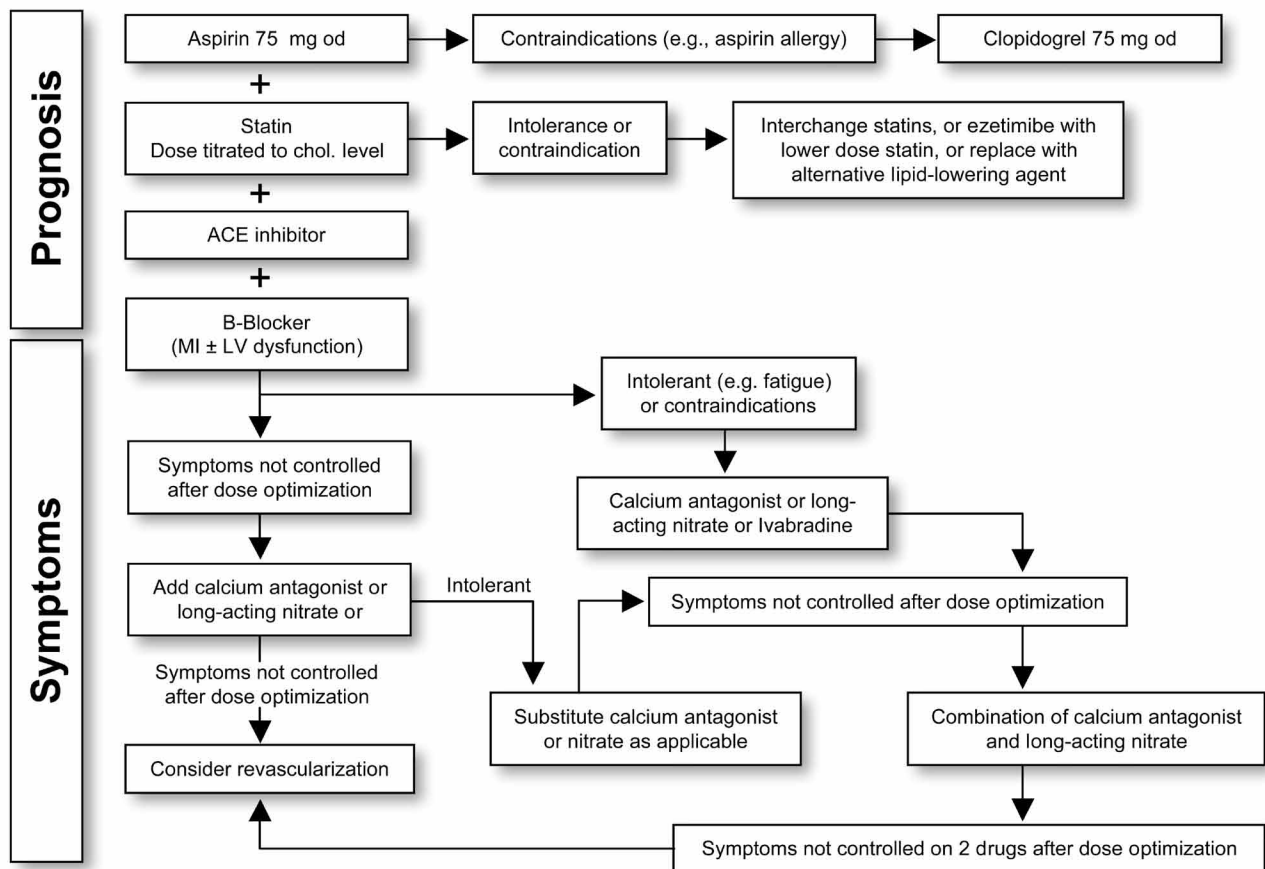 Prognosis
Aspirin 75 mg od
Contraindications (e.g., aspirin allergy)
Clopidogrel 75 mg od
+
Statin
Dose titrated to chol. level
Intolerance or
contraindication
Interchange statins, or ezetimibe with
lower dose statin, or replace with
alternative lipid-lowering agent
+
ACE inhibitor
+
B-Blocker
(MI ± LV dysfunction)
Symptoms
Intolerant (e.g. fatigue)
or contraindications
Symptoms not controlled
after dose optimization
Calcium antagonist or long-
acting nitrate or Ivabradine
Add calcium antagonist or
long-acting nitrate or
Intolerant
Symptoms not controlled after dose optimization
Symptoms not controlled
after dose optimization
Substitute calcium antagonist
or nitrate as applicable
Combination of calcium antagonist
and long-acting nitrate
Consider revascularization
Symptoms not controlled on 2 drugs after dose optimization